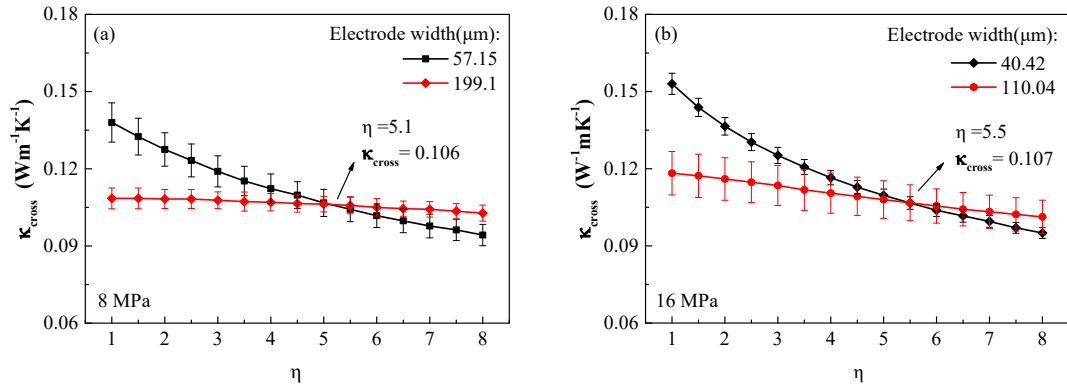 (a)
Electrode width(μm):
57.15
199.1
η =5.1
κcross = 0.106
8 MPa
0.18
0.15
0.12
0.09
0.06
κcross (Wm⁻¹K⁻¹)
1 2 3 4 5 6 7 8
η
(b)
Electrode width(μm):
40.42
110.04
η =5.5
κcross = 0.107
16 MPa
0.18
0.15
0.12
0.09
0.06
κcross (W⁻¹mK⁻¹)
1 2 3 4 5 6 7 8
η